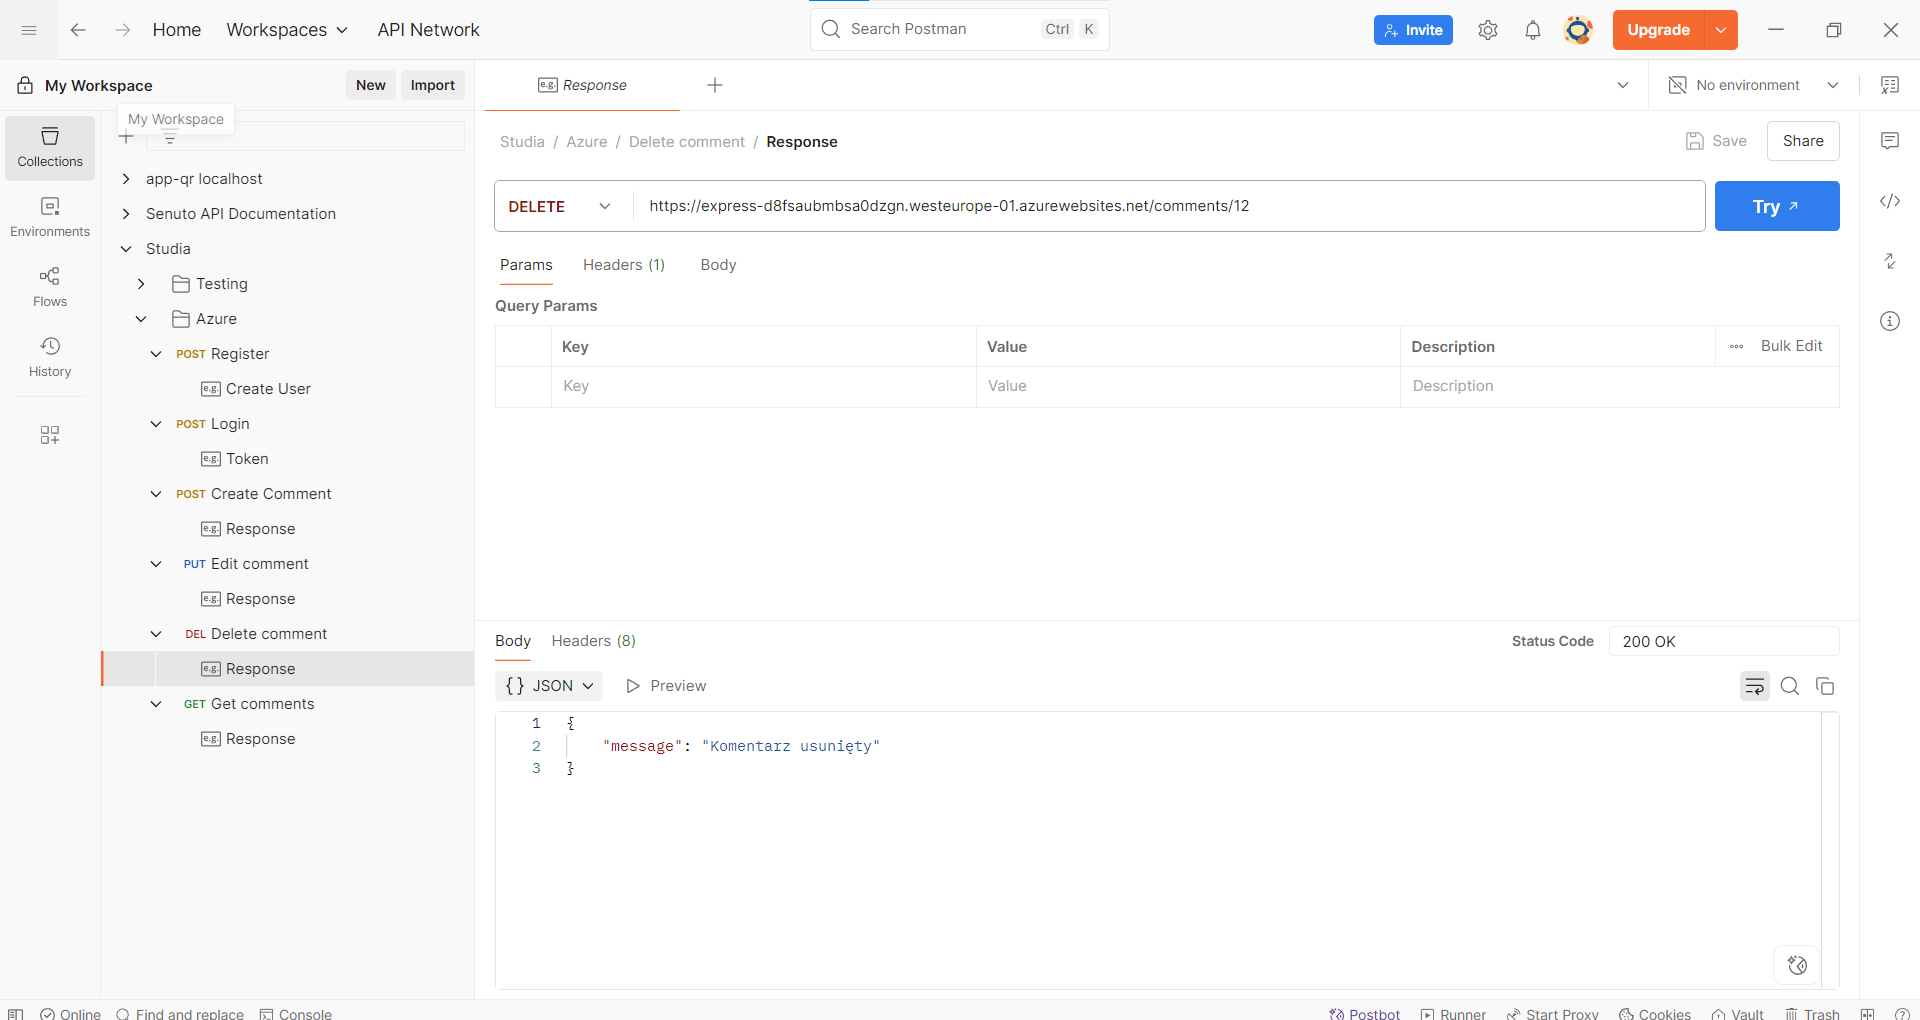 Home Workspaces API Network
Search Postman Ctrl K
Invite Upgrade
My Workspace New Import
Response
No environment
My Workspace
Collections
Environments
Flows
History
app-qr localhost
Senuto API Documentation
Studia
Testing
Azure
POST Register
e.g. Create User
POST Login
e.g. Token
POST Create Comment
e.g. Response
PUT Edit comment
e.g. Response
DEL Delete comment
e.g. Response
GET Get comments
e.g. Response
Studia / Azure / Delete comment / Response
Save Share
DELETE https://express-d8fsaubmbsa0dzgn.westeurope-01.azurewebsites.net/comments/12 Try
Params Headers (1) Body
Query Params
Key Value Description Bulk Edit
Key Value Description
Body Headers (8) Status Code 200 OK
{} JSON Preview
1 {
2 "message": "Komentarz usunięty"
3 }
Online Find and replace Console Postbot Runner Start Proxy Cookies Vault Trash